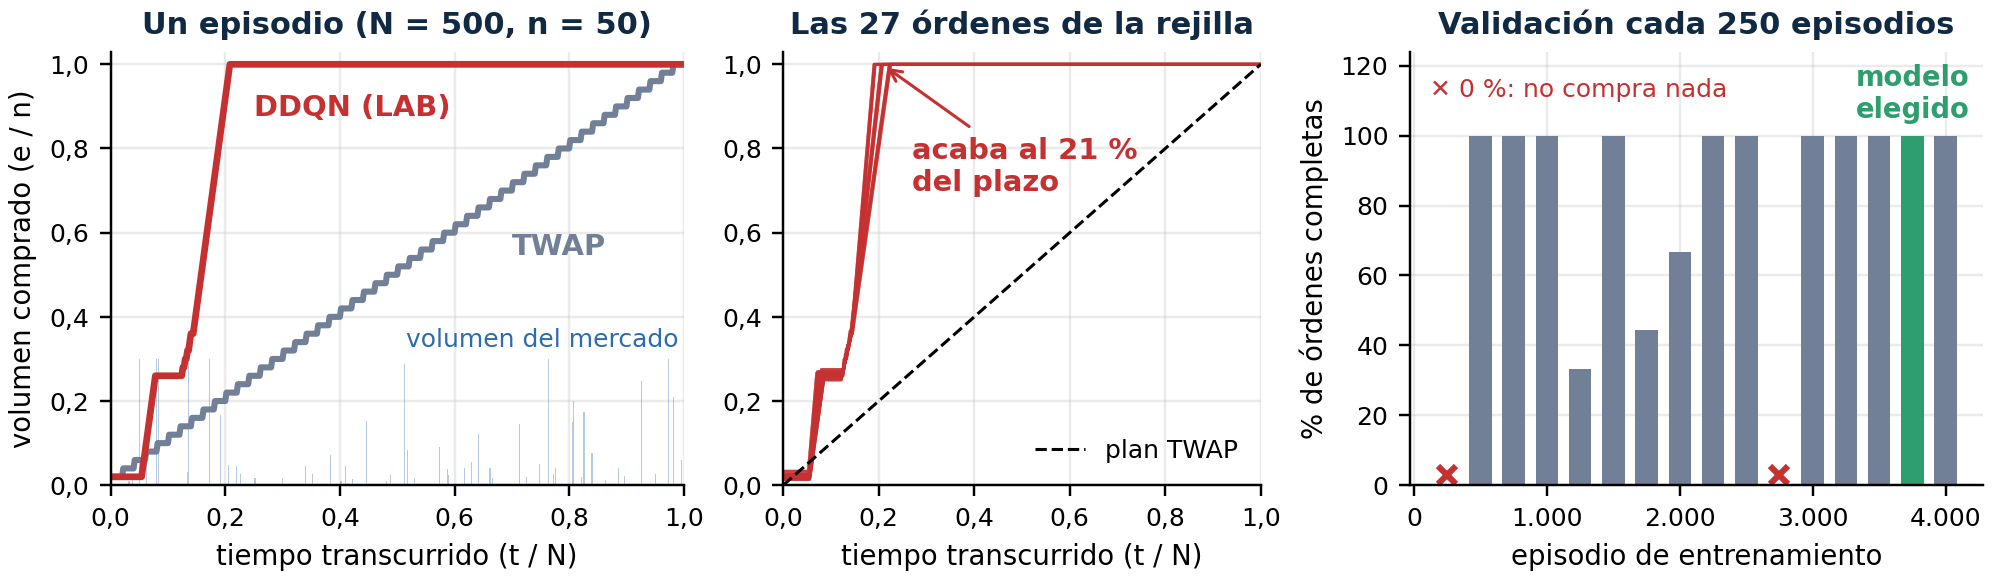 Un episodio (N = 500, n = 50)
volumen comprado (e / n)
1,0
0,8
0,6
0,4
0,2
0,0
DDQN (LAB)
TWAP
volumen del mercado
0,0
0,2
0,4
0,6
0,8
1,0
tiempo transcurrido (t / N)
Las 27 órdenes de la rejilla
1,0
0,8
0,6
0,4
0,2
0,0
acaba al 21 %
del plazo
plan TWAP
0,0
0,2
0,4
0,6
0,8
1,0
tiempo transcurrido (t / N)
Validación cada 250 episodios
% de órdenes completas
120
100
80
60
40
20
0
× 0 %: no compra nada
modelo
elegido
0
1.000
2.000
3.000
4.000
episodio de entrenamiento